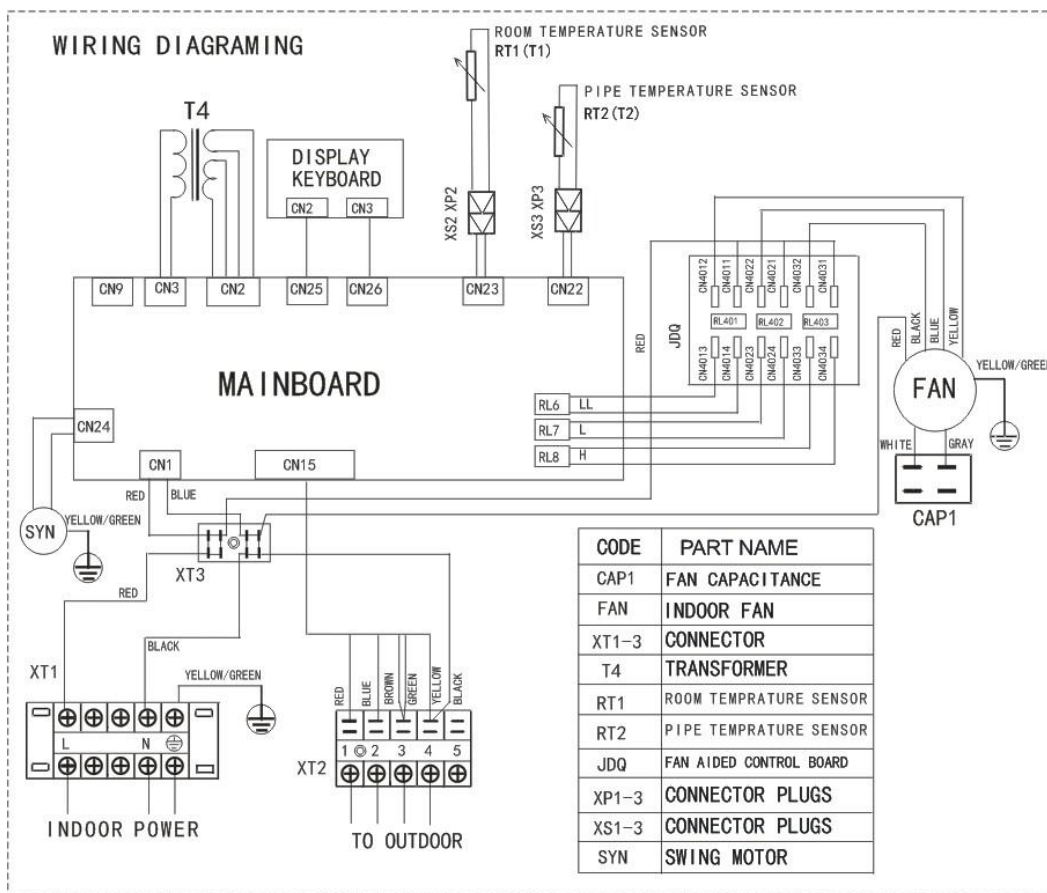 WIRING DIAGRAMING
ROOM TEMPERATURE SENSOR
RT1(T1)
PIPE TEMPERATURE SENSOR
RT2(T2)
T4
DISPLAY
KEYBOARD
CN2 CN3
XS2 XP2
XS3 XP3
CN9 CN3 CN2 CN25 CN26 CN23 CN22
MAINBOARD
CN24
CN1 CN15
RL6 LL
RL7 L
RL8 H
RED
JDQ
CN4012 CN4011 CN4022 CN4021 CN4032 CN4031
RL401 RL402 RL403
CN4013 CN4014 CN4023 CN4024 CN4033 CN4034
RED BLACK BLUE YELLOW
YELLOW/GREEN
FAN
WHITE GRAY
CAP1
RED BLUE
SYN
YELLOW/GREEN
XT3
RED
BLACK
XT1
YELLOW/GREEN
L N
INDOOR POWER
RED BLUE BROWN GREEN YELLOW BLACK
1 2 3 4 5
XT2
TO OUTDOOR
CODE PART NAME
CAP1 FAN CAPACITANCE
FAN INDOOR FAN
XT1-3 CONNECTOR
T4 TRANSFORMER
RT1 ROOM TEMPRATURE SENSOR
RT2 PIPE TEMPERATURE SENSOR
JDQ FAN AIDED CONTROL BOARD
XP1-3 CONNECTOR PLUGS
XS1-3 CONNECTOR PLUGS
SYN SWING MOTOR